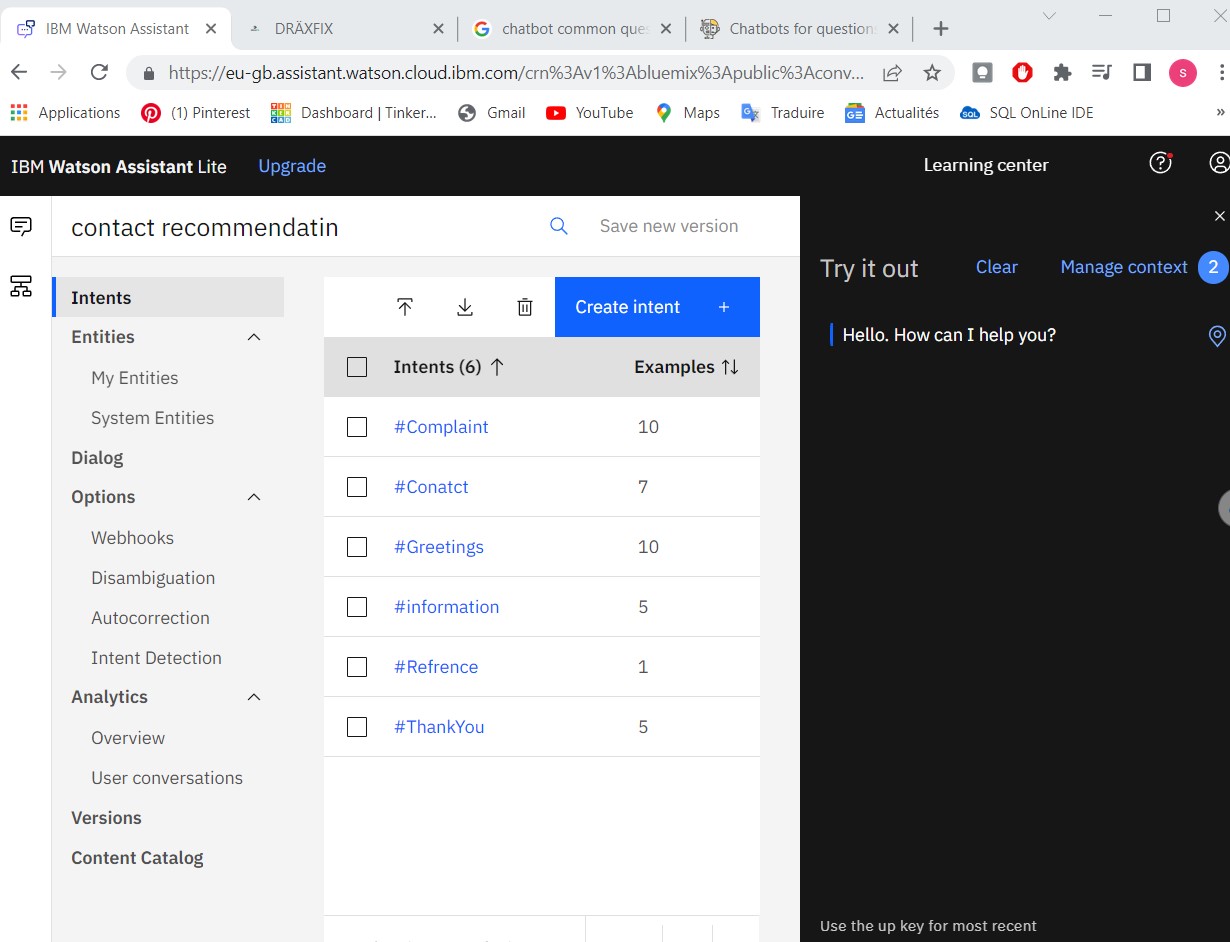 IBM Watson Assistant
DRÄXFIX
chatbot common que
Chatbots for question
https://eu-gb.assistant.watson.cloud.ibm.com/crn%3Av1%3Abluemix%3Apublic%3Aconv...
s
Applications
(1) Pinterest
Dashboard | Tinker...
Gmail
YouTube
Maps
Traduire
Actualités
SQL OnLine IDE
»
IBM Watson Assistant Lite
Upgrade
Learning center
contact recommendatin
Save new version
Intents
Entities
My Entities
System Entities
Dialog
Options
Webhooks
Disambiguation
Autocorrection
Intent Detection
Analytics
Overview
User conversations
Versions
Content Catalog
Create intent +
Intents (6) Examples
#Complaint 10
#Conatct 7
#Greetings 10
#information 5
#Refrence 1
#ThankYou 5
Try it out
Clear
Manage context 2
Hello. How can I help you?
Use the up key for most recent